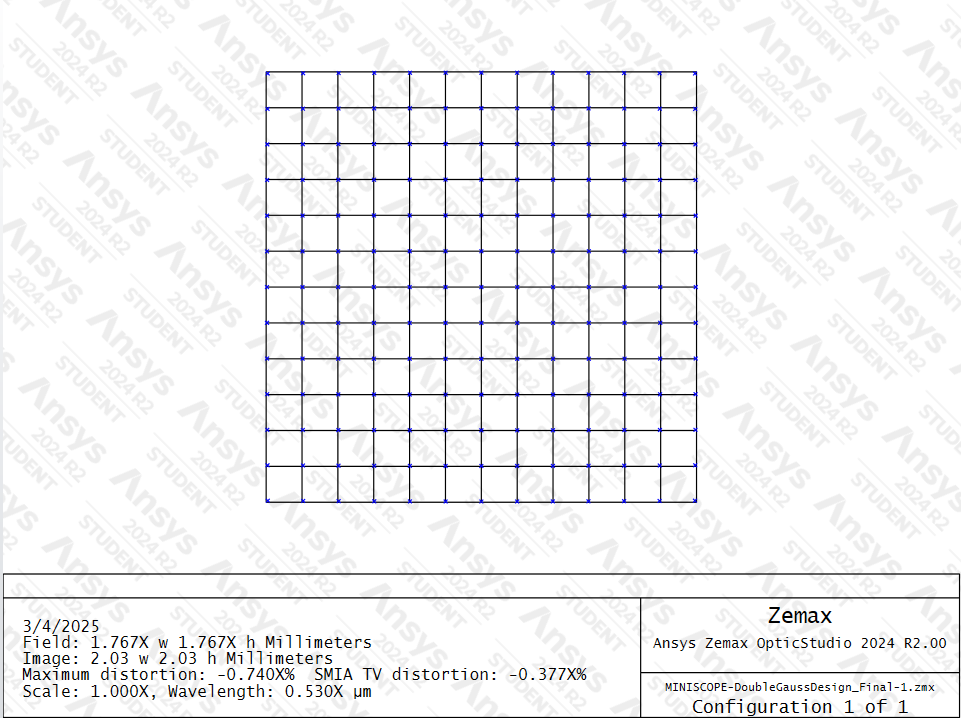 3/4/2025
Field: 1.767X w 1.767X h Millimeters
Image: 2.03 w 2.03 h Millimeters
Maximum distortion: -0.740X%  SMIA TV distortion: -0.377X%
Scale: 1.000X, Wavelength: 0.530X µm
Zemax
Ansys Zemax OpticStudio 2024 R2.00
MINISCOPE-DoubleGaussDesign_Final-1.zmx
Configuration 1 of 1
Ansys
2024 R2
STUDENT